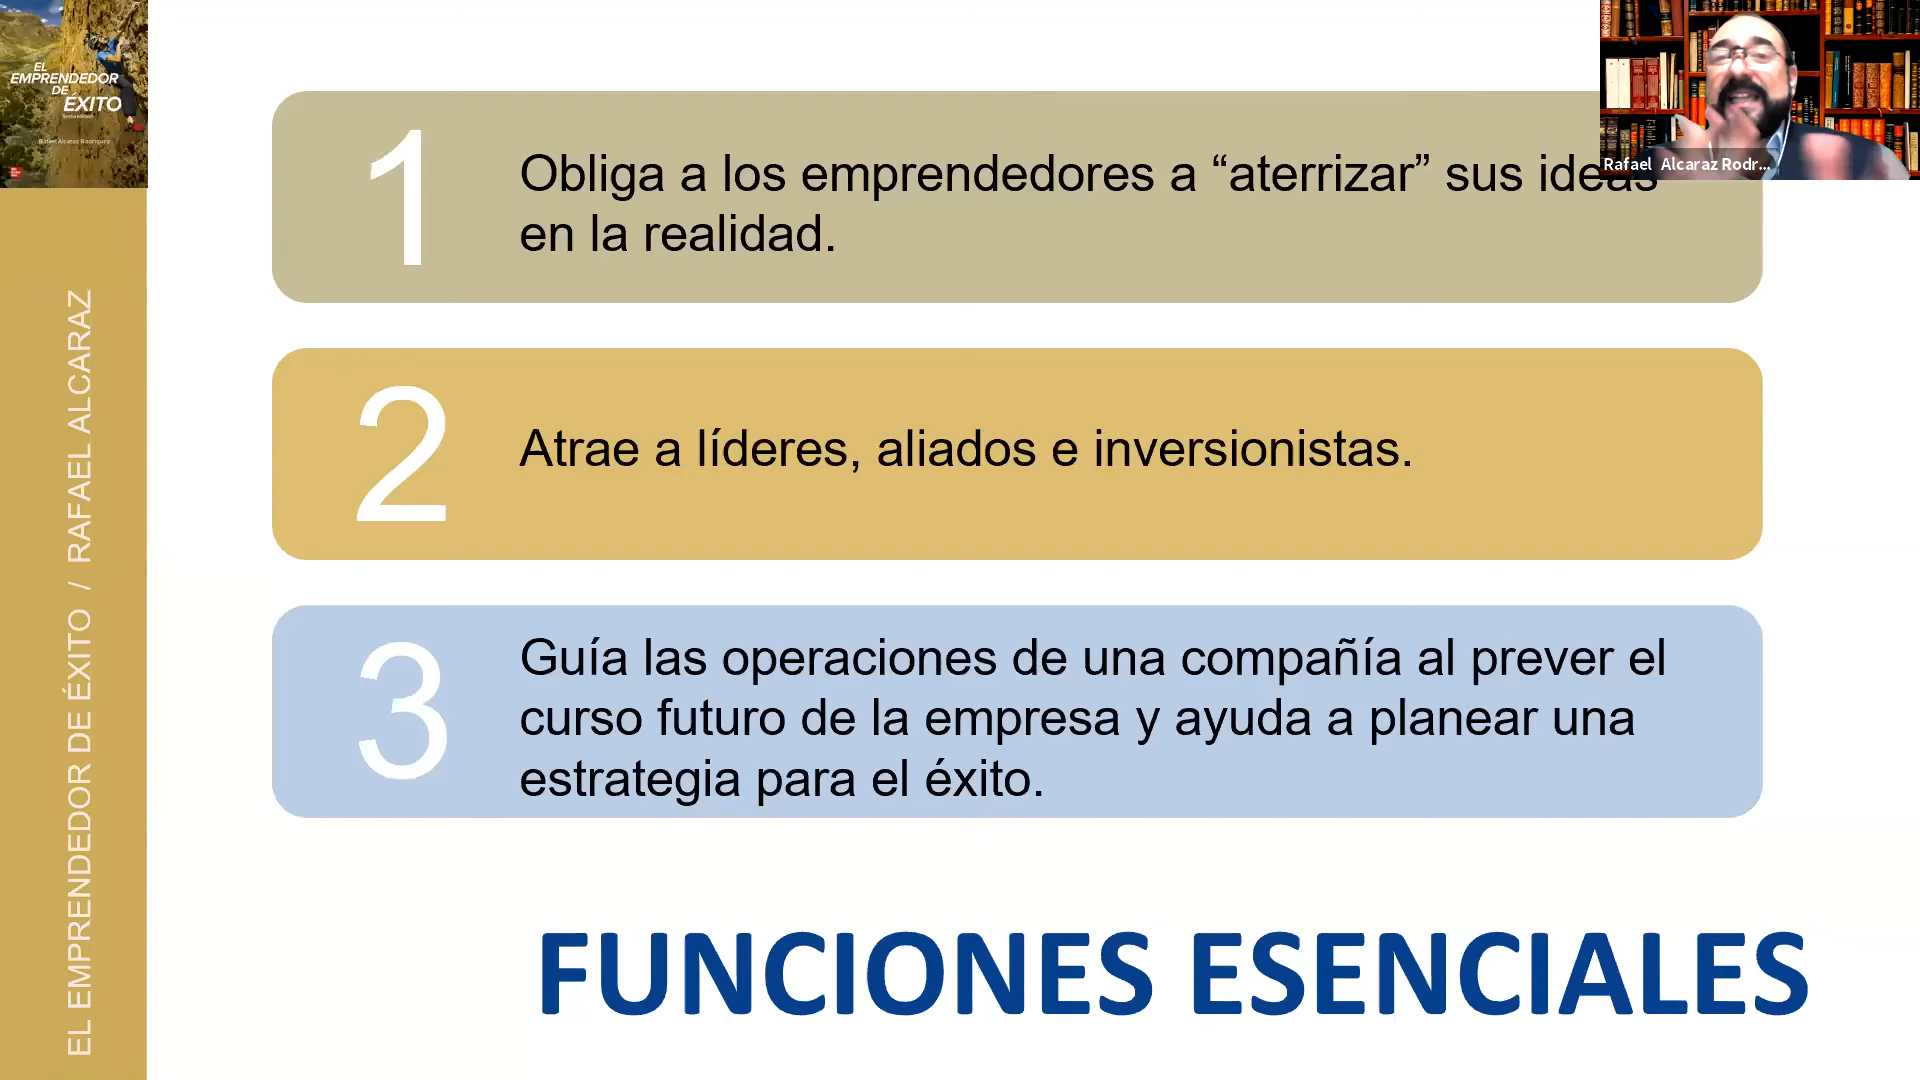 EL
EMPRENDEDOR
DE
ÉXITO
Sexta edición
Rafael Alcaraz Rodríguez
EL EMPRENDEDOR DE ÉXITO / RAFAEL ALCARAZ
1
Obliga a los emprendedores a “aterrizar” sus ideas
en la realidad.
2
Atrae a líderes, aliados e inversionistas.
3
Guía las operaciones de una compañía al prever el
curso futuro de la empresa y ayuda a planear una
estrategia para el éxito.
FUNCIONES ESENCIALES
Rafael Alcaraz Rodr...